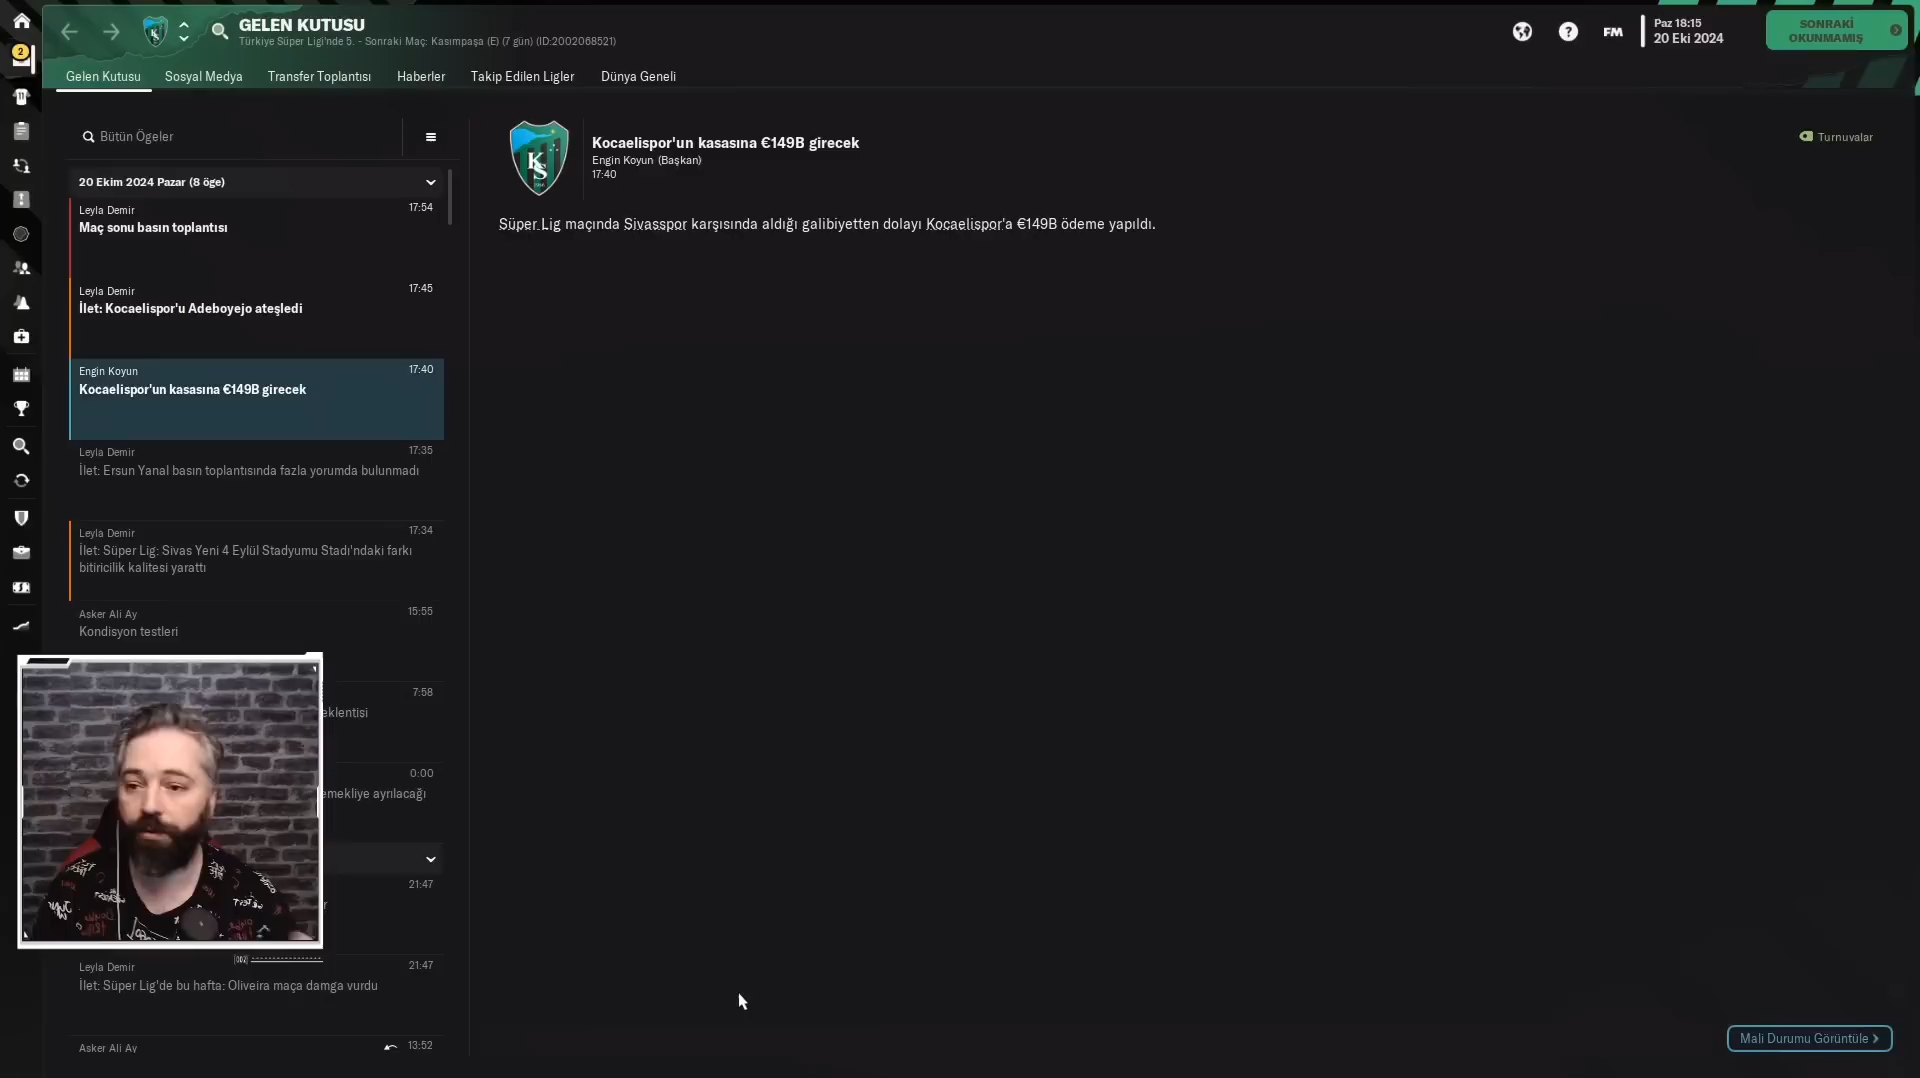 GELEN KUTUSU
Türkiye Süper Ligi'nde 5. - Sonraki Maç: Kasımpaşa (E) (7 gün) (ID:2002068521)
FM
Paz 18:15
20 Eki 2024
SONRAKİ
OKUNMAMIŞ
2
Gelen Kutusu
Sosyal Medya
Transfer Toplantısı
Haberler
Takip Edilen Ligler
Dünya Geneli
Bütün Ögeler
20 Ekim 2024 Pazar (8 öge)
Leyla Demir
17:54
Maç sonu basın toplantısı
Leyla Demir
17:45
İlet: Kocaelispor'u Adeboyejo ateşledi
Engin Koyun
17:40
Kocaelispor'un kasasına €149B girecek
Leyla Demir
17:35
İlet: Ersun Yanal basın toplantısında fazla yorumda bulunmadı
Leyla Demir
17:34
İlet: Süper Lig: Sivas Yeni 4 Eylül Stadyumu Stadı'ndaki farkı
bitiricilik kalitesi yarattı
Asker Ali Ay
15:55
Kondisyon testleri
7:58
eklentisi
0:00
emekliye ayrılacağı
21:47
r
Leyla Demir
21:47
İlet: Süper Lig'de bu hafta: Oliveira maça damga vurdu
Asker Ali Ay
13:52
KS
Kocaelispor'un kasasına €149B girecek
Engin Koyun (Başkan)
17:40
Turnuvalar
Süper Lig maçında Sivasspor karşısında aldığı galibiyetten dolayı Kocaelispor'a €149B ödeme yapıldı.
Mali Durumu Görüntüle